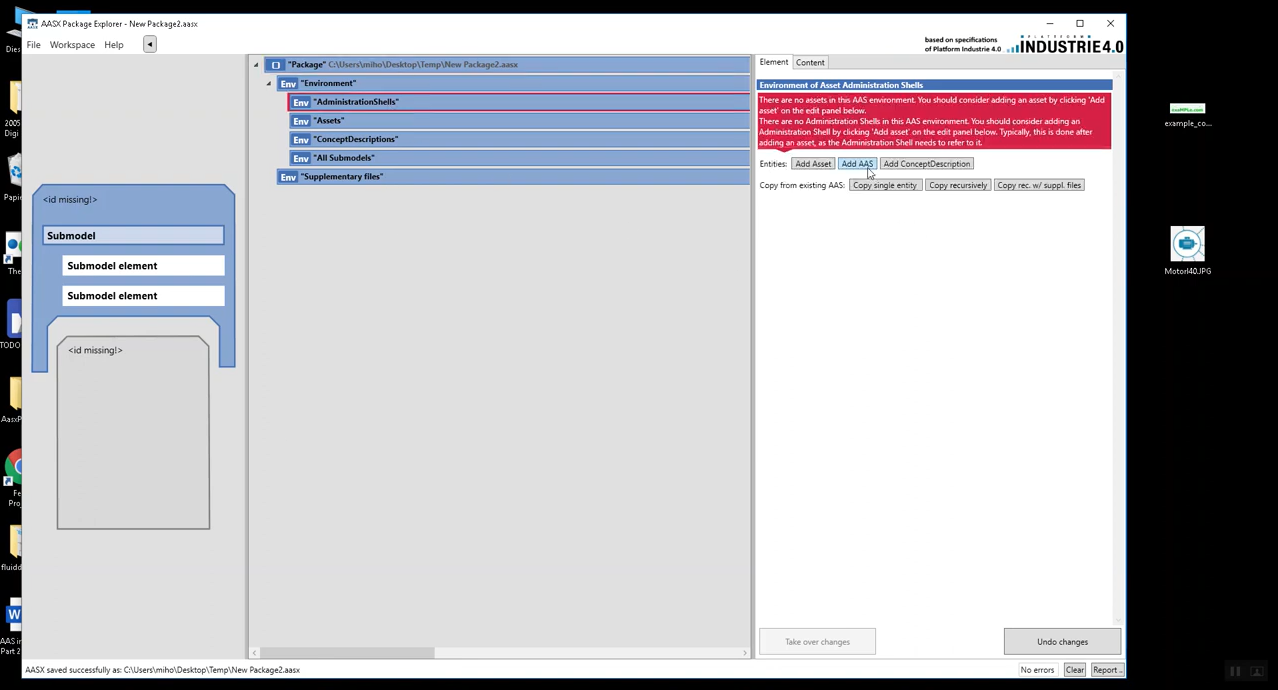 AASX Package Explorer - New Package2.aasx
File Workspace Help
based on specifications
of Platform Industrie 4.0
PLATFORM
INDUSTRIE4.0
<id missing!>
Submodel
Submodel element
Submodel element
<id missing!>
"Package" C:\Users\miho\Desktop\Temp\New Package2.aasx
Env "Environment"
Env "AdministrationShells"
Env "Assets"
Env "ConceptDescriptions"
Env "All Submodels"
Env "Supplementary files"
Element Content
Environment of Asset Administration Shells
There are no assets in this AAS environment. You should consider adding an asset by clicking 'Add
asset' on the edit panel below.
There are no Administration Shells in this AAS environment. You should consider adding an
Administration Shell by clicking 'Add asset' on the edit panel below. Typically, this is done after
adding an asset, as the Administration Shell needs to refer to it.
Entities: Add Asset Add AAS Add ConceptDescription
Copy from existing AAS: Copy single entity Copy recursively Copy rec. w/ suppl. files
Take over changes Undo changes
AASX saved successfully as: C:\Users\miho\Desktop\Temp\New Package2.aasx
No errors Clear Report ..
Dies
2005
Digi
Papi
The
TODO
AasxP
Fe
Proj
fluidd
AAS in
Part 2
example_co...
MotorI40.JPG